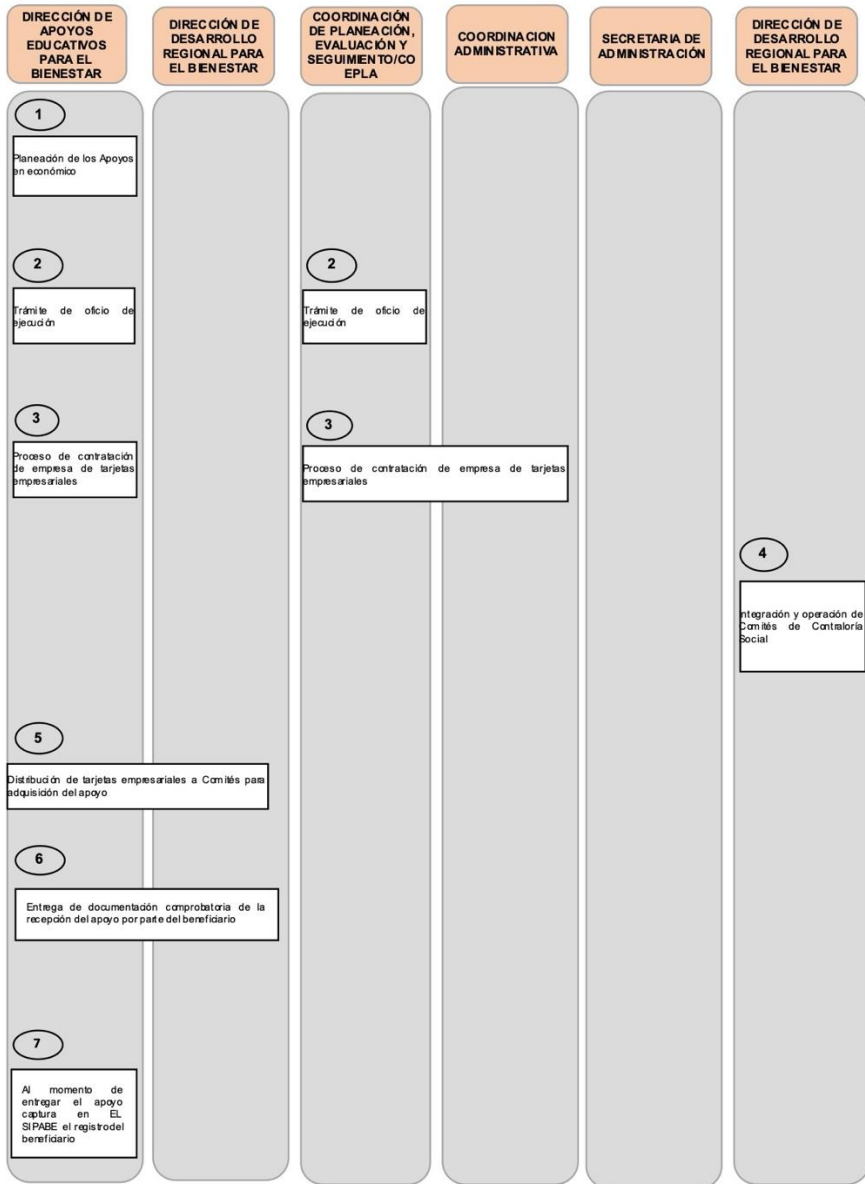 DIRECCIÓN DE
APOYOS
EDUCATIVOS
PARA EL
BIENESTAR
DIRECCIÓN DE
DESARROLLO
REGIONAL PARA
EL BIENESTAR
COORDINACIÓN
DE PLANEACIÓN,
EVALUACIÓN Y
SEGUIMIENTO/CO
EPLA
COORDINACION
ADMINISTRATIVA
SECRETARIA DE
ADMINISTRACIÓN
DIRECCIÓN DE
DESARROLLO
REGIONAL PARA
EL BIENESTAR
1
Planeación de los Apoyos
en económico
2
Trámite de oficio de
ejecución
2
Trámite de oficio de
ejecución
3
Proceso de contratación
de empresa de tarjetas
empresariales
3
Proceso de contratación de empresa de tarjetas
empresariales
4
Integración y operación de
Comités de Contraloría
Social
5
Distribución de tarjetas empresariales a Comités para
adquisición del apoyo
6
Entrega de documentación comprobatoria de la
recepción del apoyo por parte del beneficiario
7
Al momento de
entregar el apoyo
captura en EL
SIPABE el registrodel
beneficiario